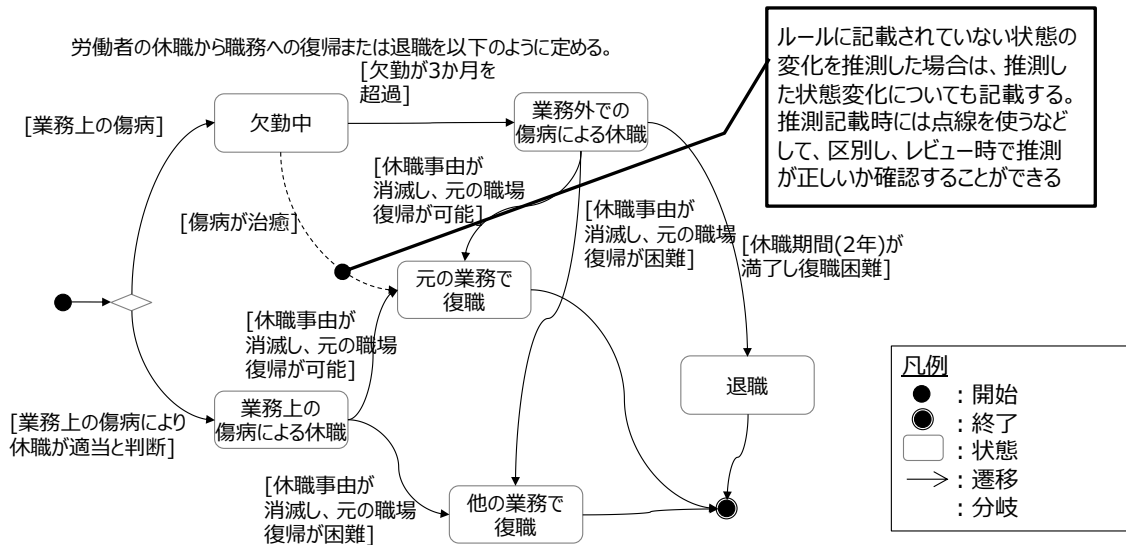 労働者の休職から職務への復帰または退職を以下のように定める。
[欠勤が3か月を
超過]
ルールに記載されていない状態の
変化を推測した場合は、推測し
た状態変化についても記載する。
推測記載時には点線を使うなど
して、区別し、レビュー時で推測
が正しいか確認することができる
[業務上の傷病]
欠勤中
業務外での
傷病による休職
[休職事由が
消滅し、元の職場
復帰が可能]
[傷病が治癒]
[休職事由が
消滅し、元の職場
復帰が困難]
[休職期間(2年)が
満了し復職困難]
元の業務で
復職
[休職事由が
消滅し、元の職場
復帰が可能]
退職
[業務上の傷病により
休職が適当と判断]
業務上の
傷病による休職
[休職事由が
消滅し、元の職場
復帰が困難]
他の業務で
復職
凡例
：開始
：終了
：状態
：遷移
：分岐